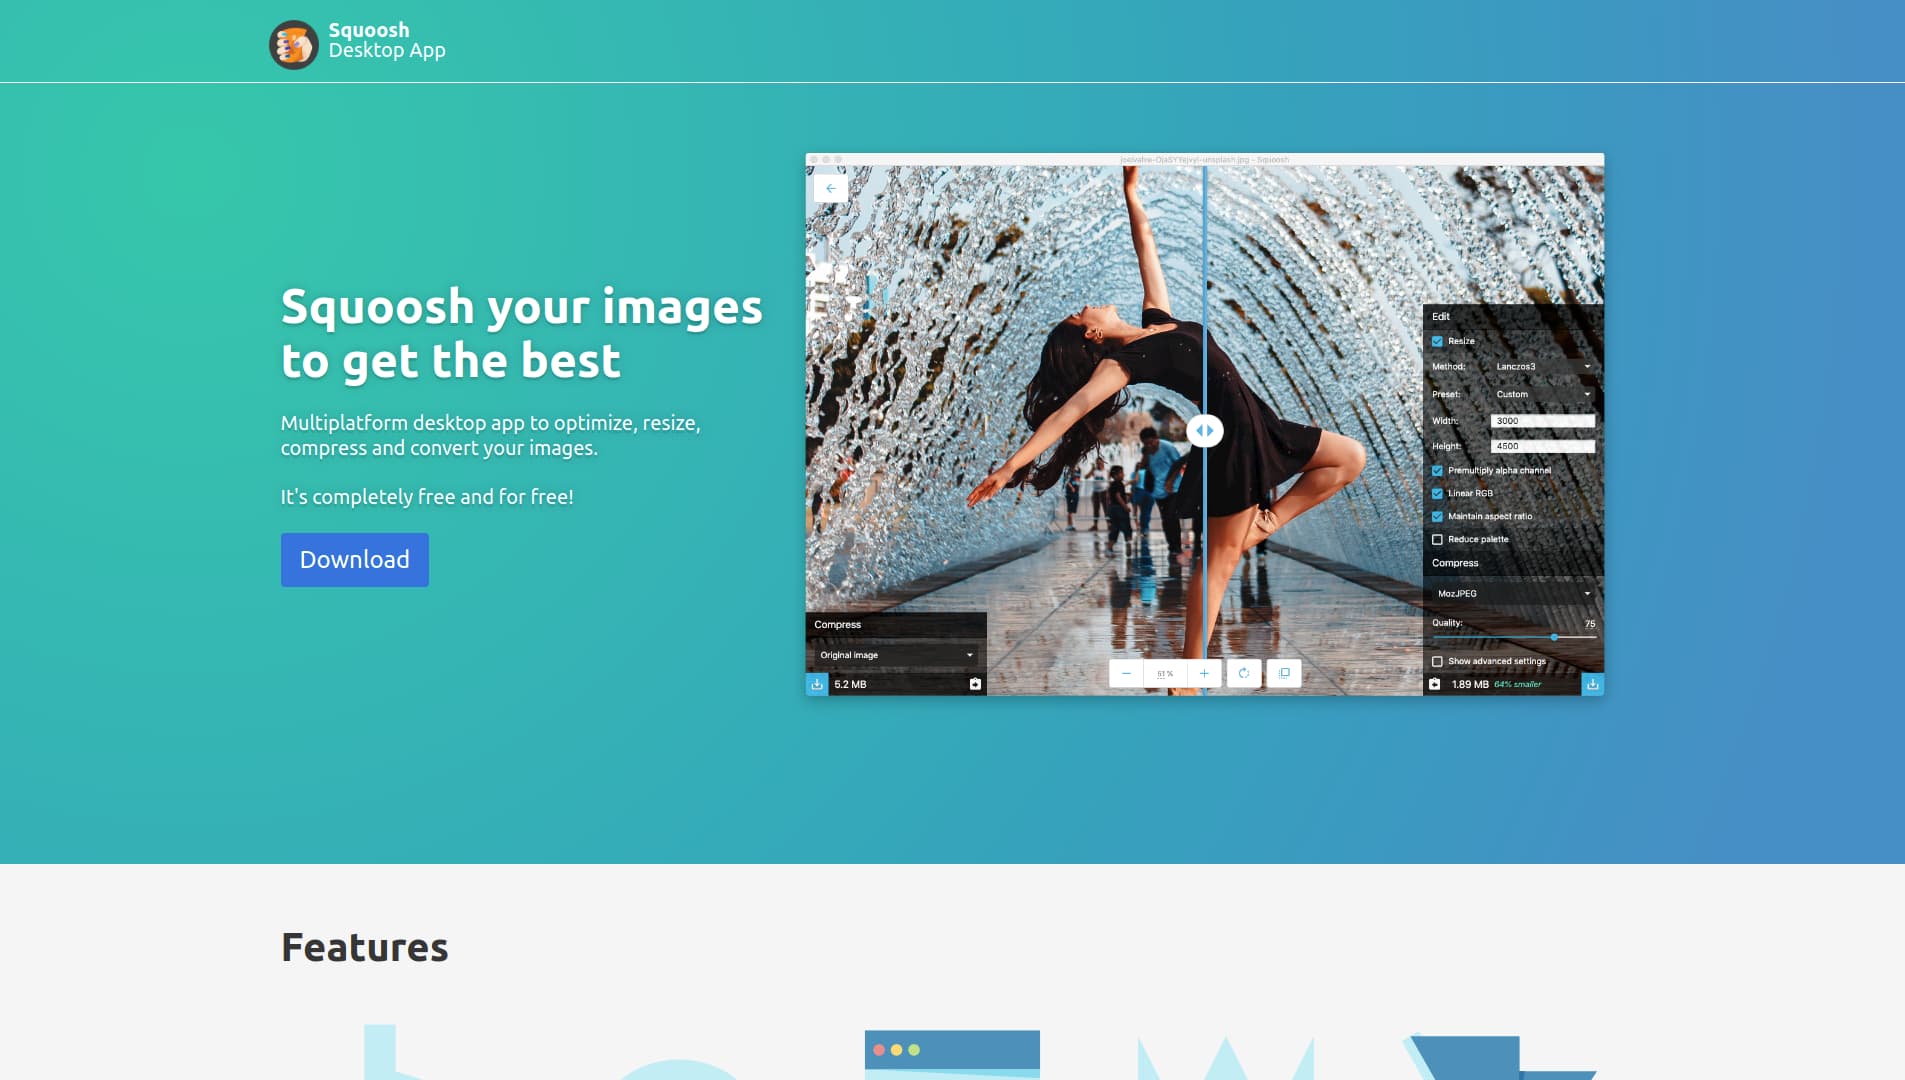 Squoosh
Desktop App
Squoosh your images
to get the best
Multiplatform desktop app to optimize, resize,
compress and convert your images.
It's completely free and for free!
Download
Edit
Resize
Method: Lanczos3
Preset: Custom
Width: 3000
Height: 4500
Premultiply alpha channel
Linear RGB
Maintain aspect ratio
Reduce palette
Compress
MozJPEG
Quality: 75
Show advanced settings
1.89 MB 64% smaller
Compress
Original image
5.2 MB
51 %
Features